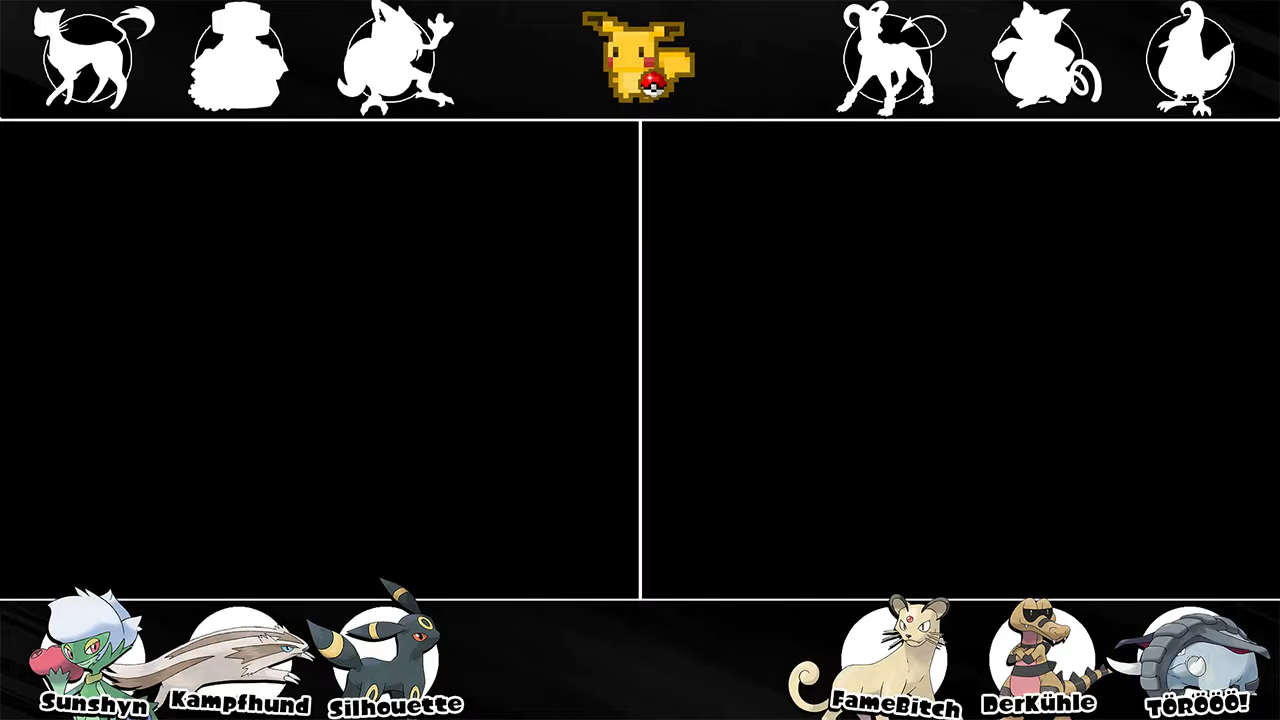 Sunshyn
Kampfhund
Silhouette
FameBitch
DerKühle
TÖRÖÖÖ!